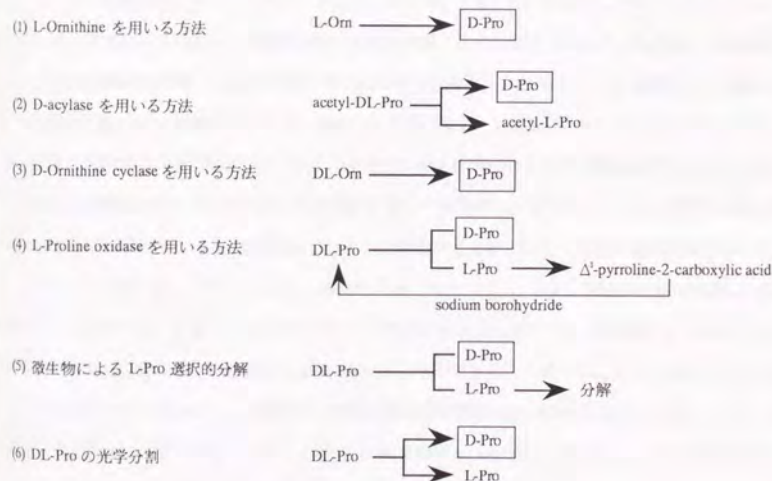 (1) L-Ornithine を用いる方法 L-Orn D-Pro
(2) D-acylase を用いる方法 acetyl-DL-Pro D-Pro
acetyl-L-Pro
(3) D-Ornithine cyclase を用いる方法 DL-Orn D-Pro
(4) L-Proline oxidase を用いる方法 DL-Pro D-Pro
L-Pro Δ¹-pyrroline-2-carboxylic acid
sodium borohydride
(5) 微生物による L-Pro 選択的分解 DL-Pro D-Pro
L-Pro 分解
(6) DL-Pro の光学分割 DL-Pro D-Pro
L-Pro